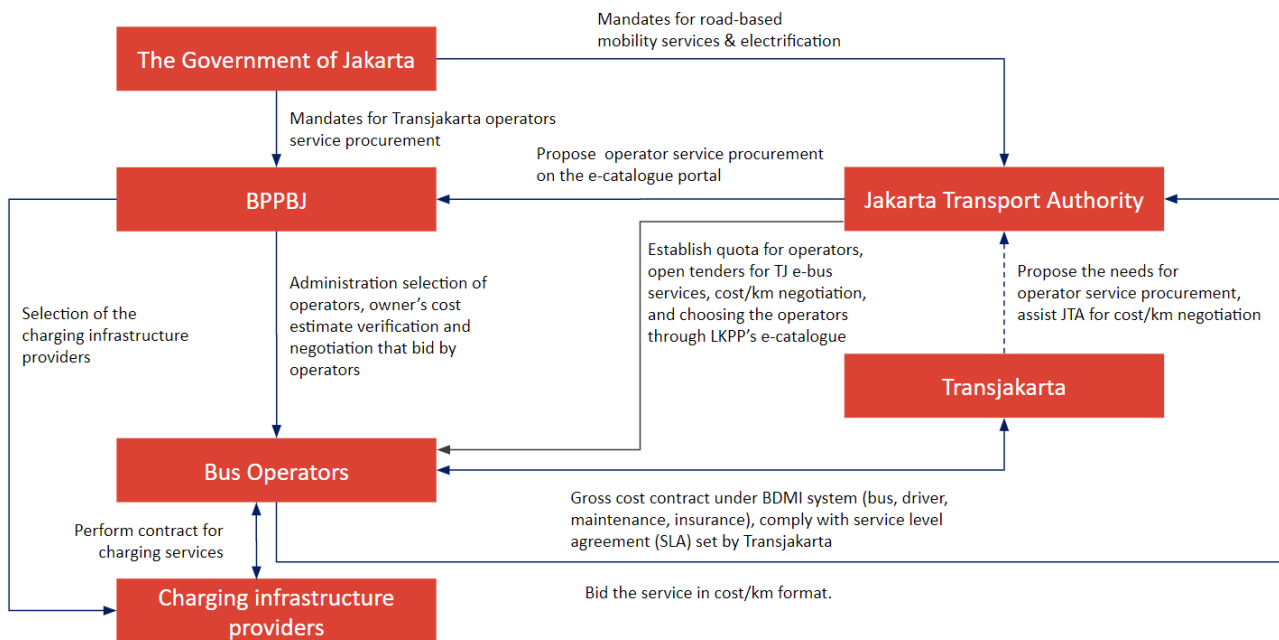 Mandates for road-based
mobility services & electrification
The Government of Jakarta
Mandates for Transjakarta operators
service procurement
Propose operator service procurement
on the e-catalogue portal
BPPBJ
Jakarta Transport Authority
Establish quota for operators,
open tenders for TJ e-bus
services, cost/km negotiation,
and choosing the operators
through LKPP's e-catalogue
Propose the needs for
operator service procurement,
assist JTA for cost/km negotiation
Administration selection of
operators, owner's cost
estimate verification and
negotiation that bid by
operators
Selection of the
charging infrastructure
providers
Transjakarta
Bus Operators
Gross cost contract under BDMI system (bus, driver,
maintenance, insurance), comply with service level
agreement (SLA) set by Transjakarta
Perform contract for
charging services
Bid the service in cost/km format.
Charging infrastructure
providers